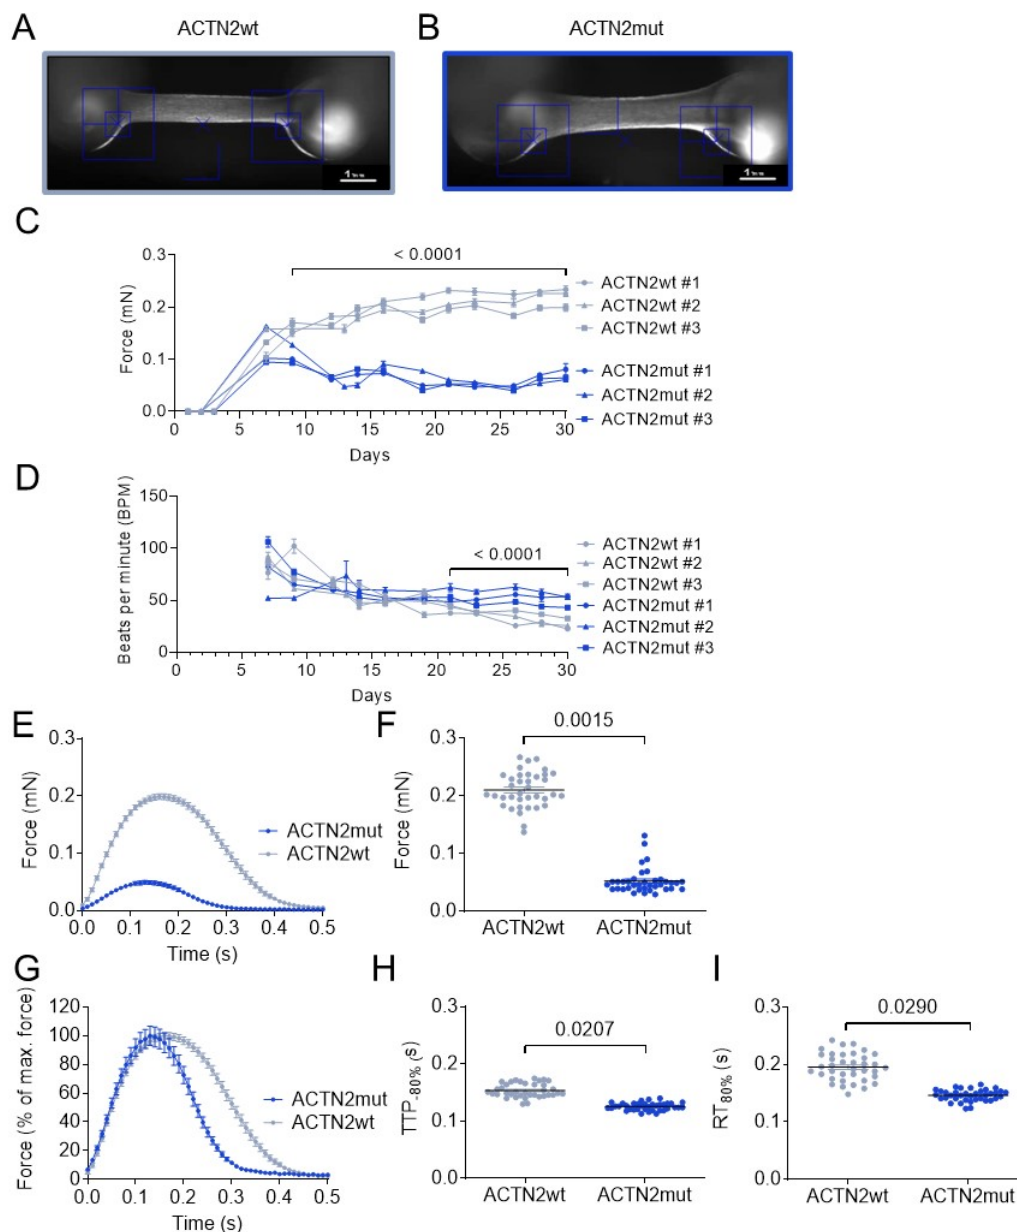 A
ACTN2wt
B
ACTN2mut
C
Force (mN)
0.3
0.2
0.1
0.0
0 5 10 15 20 25 30
Days
< 0.0001
ACTN2wt #1
ACTN2wt #2
ACTN2wt #3
ACTN2mut #1
ACTN2mut #2
ACTN2mut #3
D
Beats per minute (BPM)
150
100
50
0
0 5 10 15 20 25 30
Days
< 0.0001
ACTN2wt #1
ACTN2wt #2
ACTN2wt #3
ACTN2mut #1
ACTN2mut #2
ACTN2mut #3
E
Force (mN)
0.3
0.2
0.1
0.0
0.0 0.1 0.2 0.3 0.4 0.5
Time (s)
ACTN2mut
ACTN2wt
F
Force (mN)
0.3
0.2
0.1
0.0
0.0015
ACTN2wt ACTN2mut
G
Force (% of max. force)
120
100
80
60
40
20
0
0.0 0.1 0.2 0.3 0.4 0.5
Time (s)
ACTN2mut
ACTN2wt
H
TTP-80% (s)
0.3
0.2
0.1
0.0
0.0207
ACTN2wt ACTN2mut
I
RT80% (s)
0.3
0.2
0.1
0.0
0.0290
ACTN2wt ACTN2mut